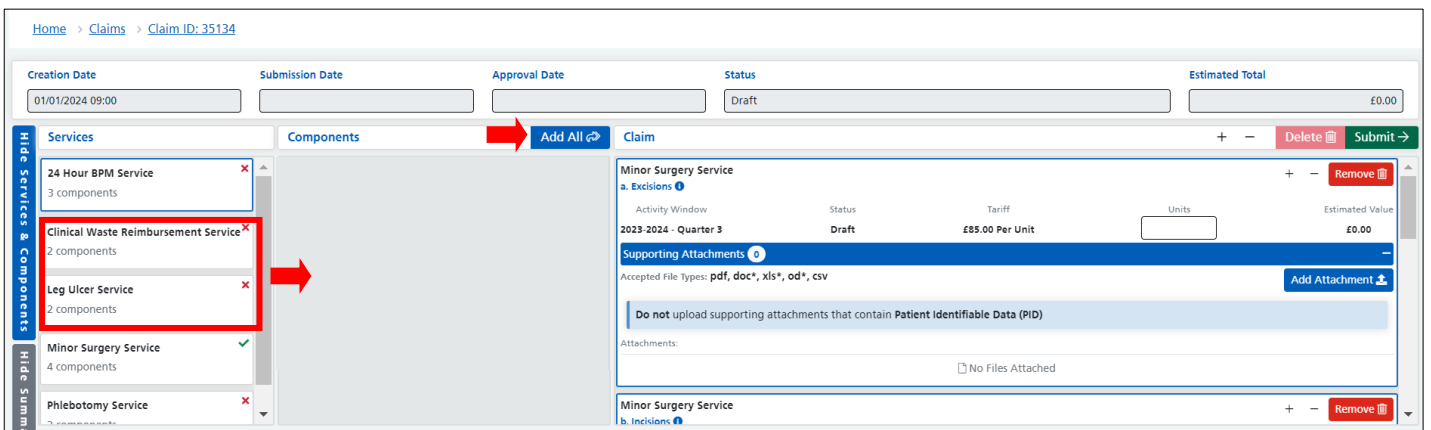 Home > Claims > Claim ID: 35134
Creation Date Submission Date Approval Date Status Estimated Total
01/01/2024 09:00 Draft £0.00
Hide Services & Components
Services Components Add All Claim + − Delete Submit →
24 Hour BPM Service
3 components
Clinical Waste Reimbursement Service
2 components
Leg Ulcer Service
2 components
Minor Surgery Service
4 components
Phlebotomy Service
components
Hide Summa
Minor Surgery Service + − Remove
a. Excisions
Activity Window Status Tariff Units Estimated Value
2023-2024 - Quarter 3 Draft £85.00 Per Unit £0.00
Supporting Attachments 0 −
Accepted File Types: pdf, doc*, xls*, od*, csv Add Attachment
Do not upload supporting attachments that contain Patient Identifiable Data (PID)
Attachments:
No Files Attached
Minor Surgery Service + − Remove
b. Incisions